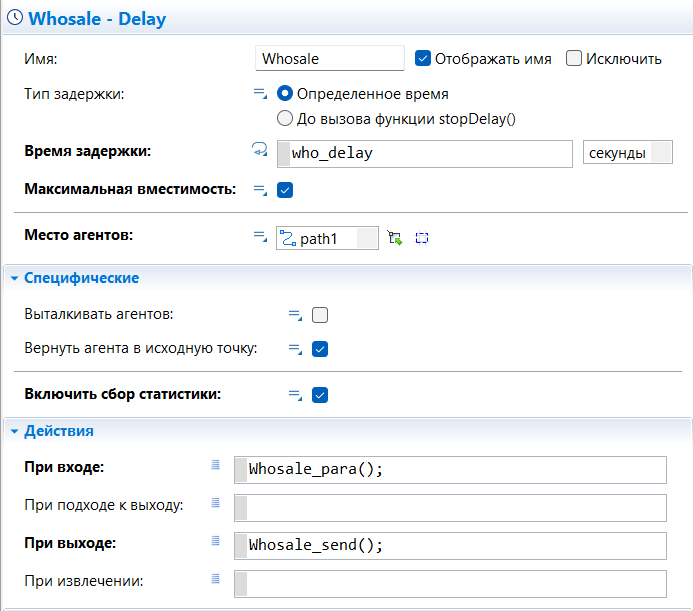 Whosale - Delay
Имя: Whosale Отображать имя Исключить
Тип задержки: Определенное время
До вызова функции stopDelay()
Время задержки: who_delay секунды
Максимальная вместимость:
Место агентов: path1
Специфические
Выталкивать агентов:
Вернуть агента в исходную точку:
Включить сбор статистики:
Действия
При входе: Whosale_para();
При подходе к выходу:
При выходе: Whosale_send();
При извлечении: